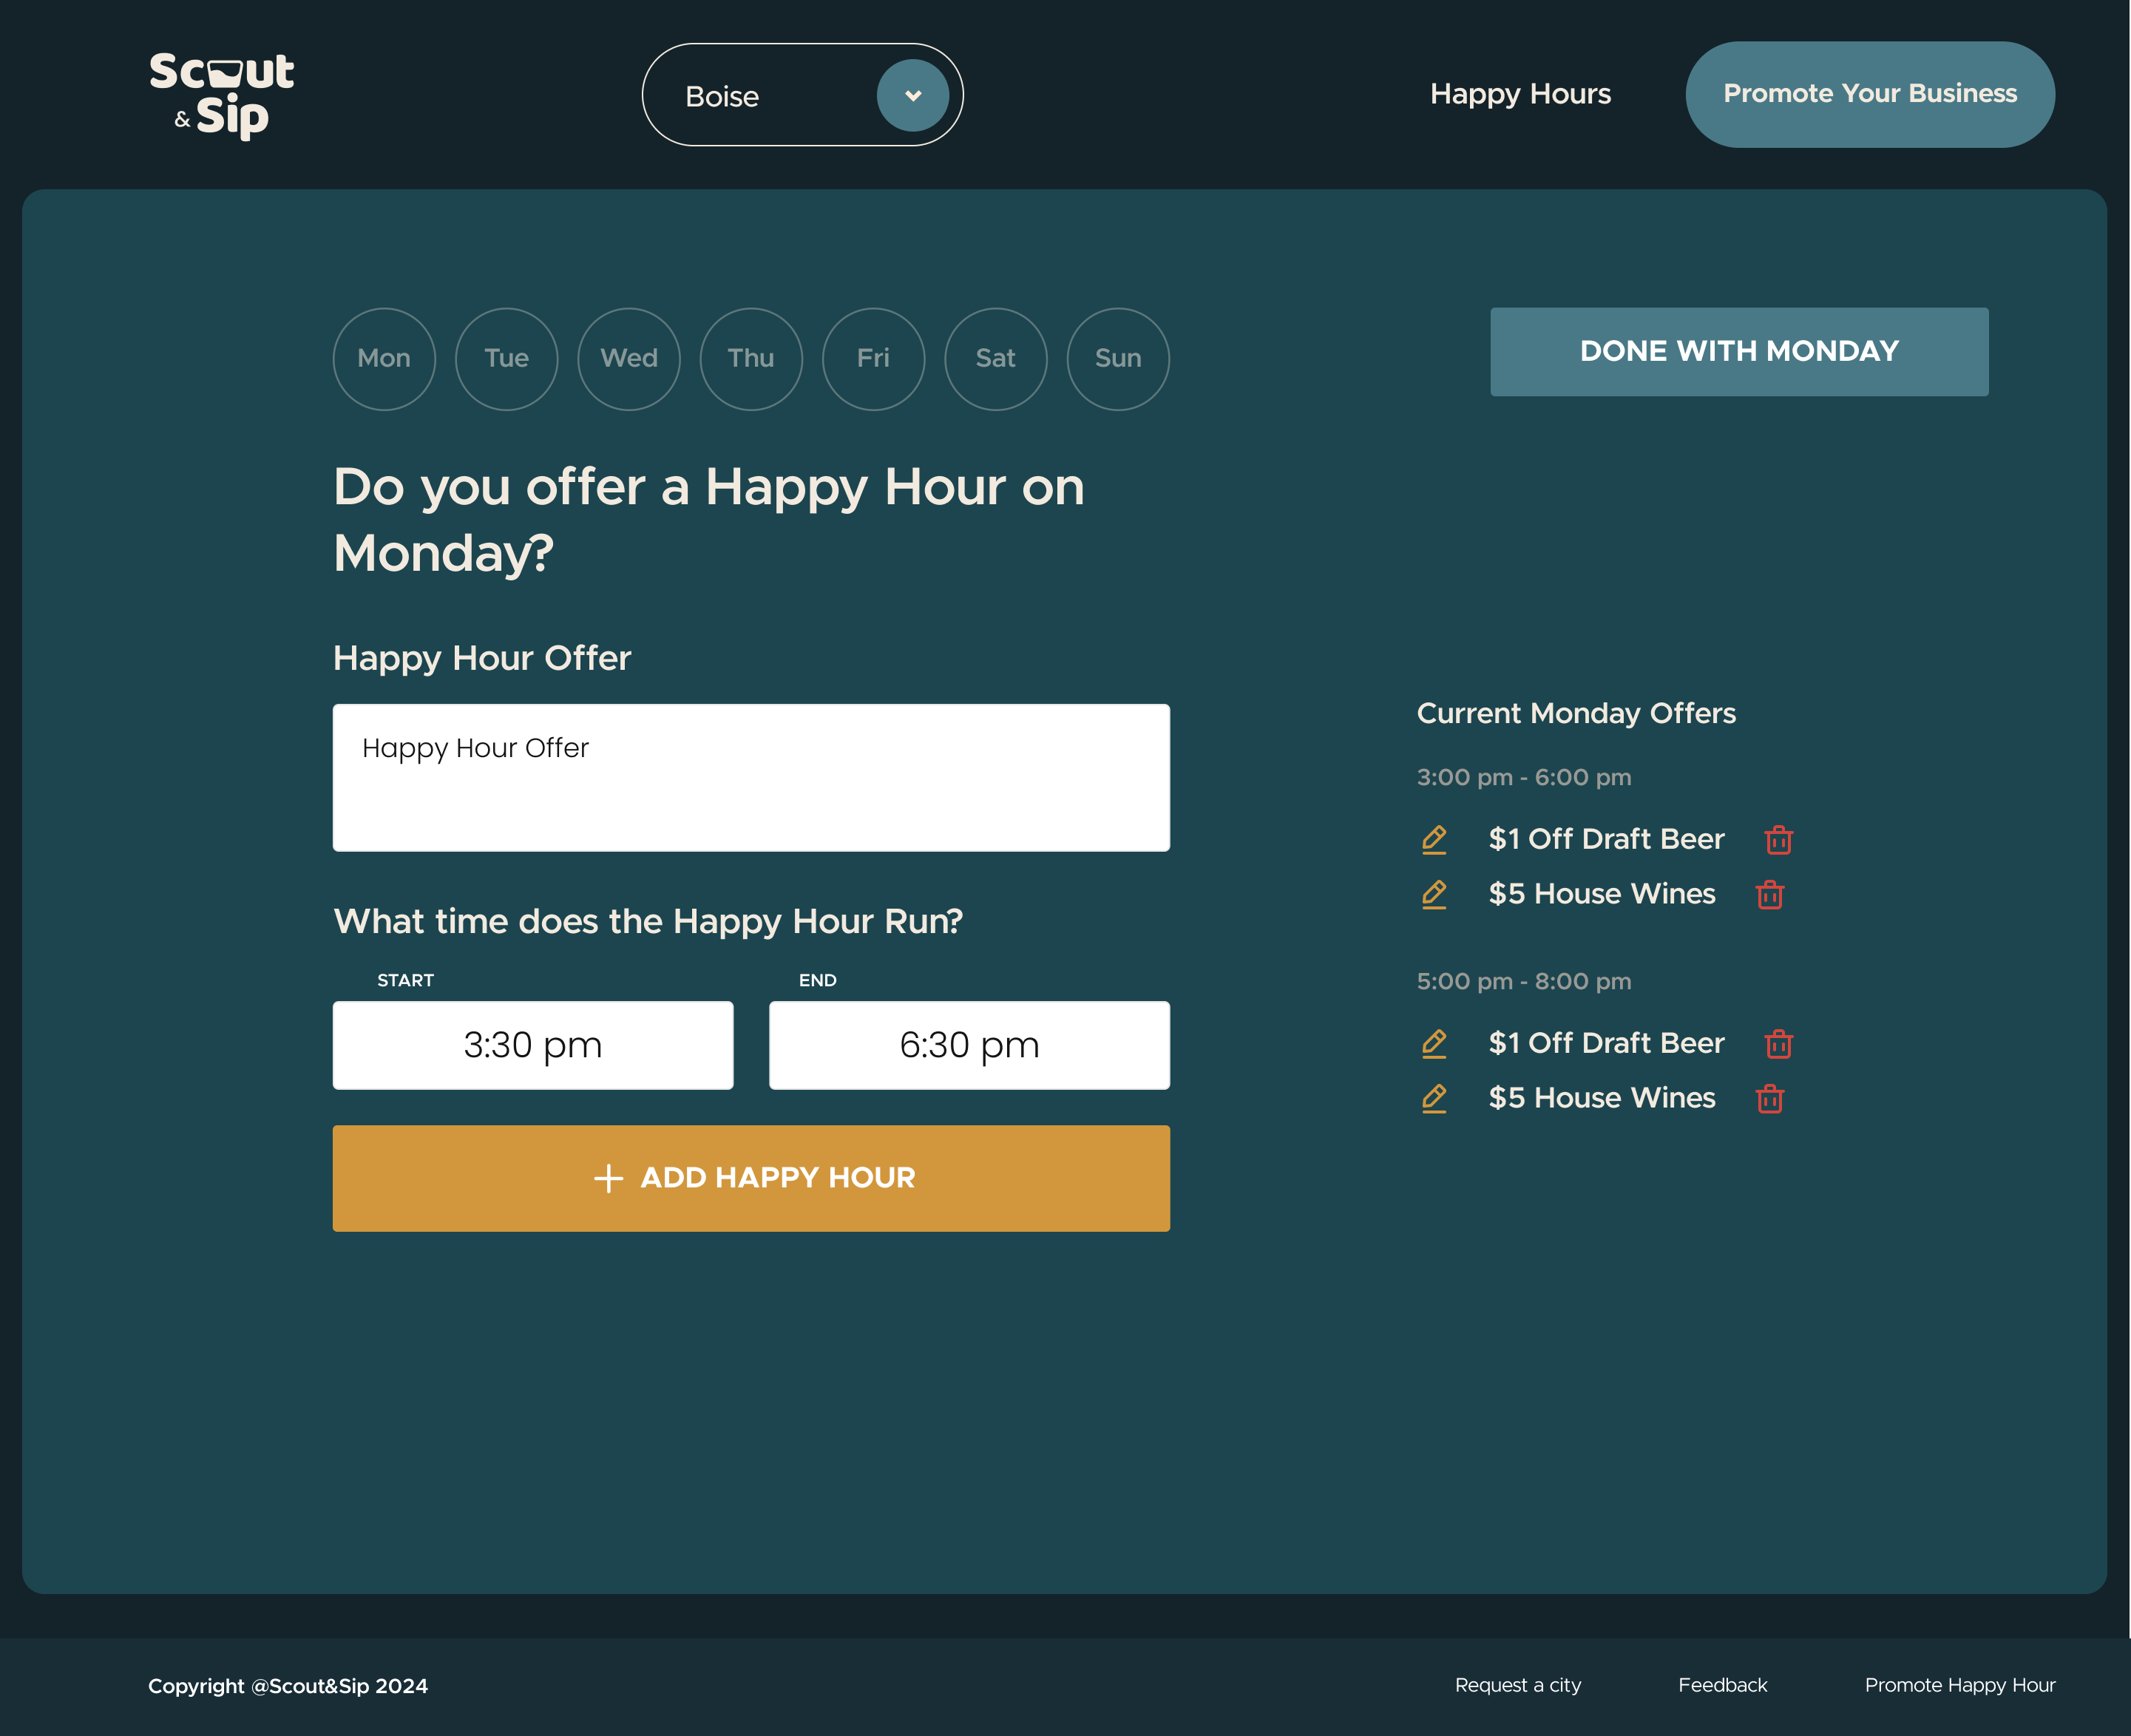 Scout
& Sip
Boise
Happy Hours
Promote Your Business
Mon Tue Wed Thu Fri Sat Sun
DONE WITH MONDAY
Do you offer a Happy Hour on
Monday?
Happy Hour Offer
Happy Hour Offer
What time does the Happy Hour Run?
START END
3:30 pm 6:30 pm
ADD HAPPY HOUR
Current Monday Offers
3:00 pm - 6:00 pm
$1 Off Draft Beer
$5 House Wines
5:00 pm - 8:00 pm
$1 Off Draft Beer
$5 House Wines
Copyright @Scout&Sip 2024
Request a city
Feedback
Promote Happy Hour